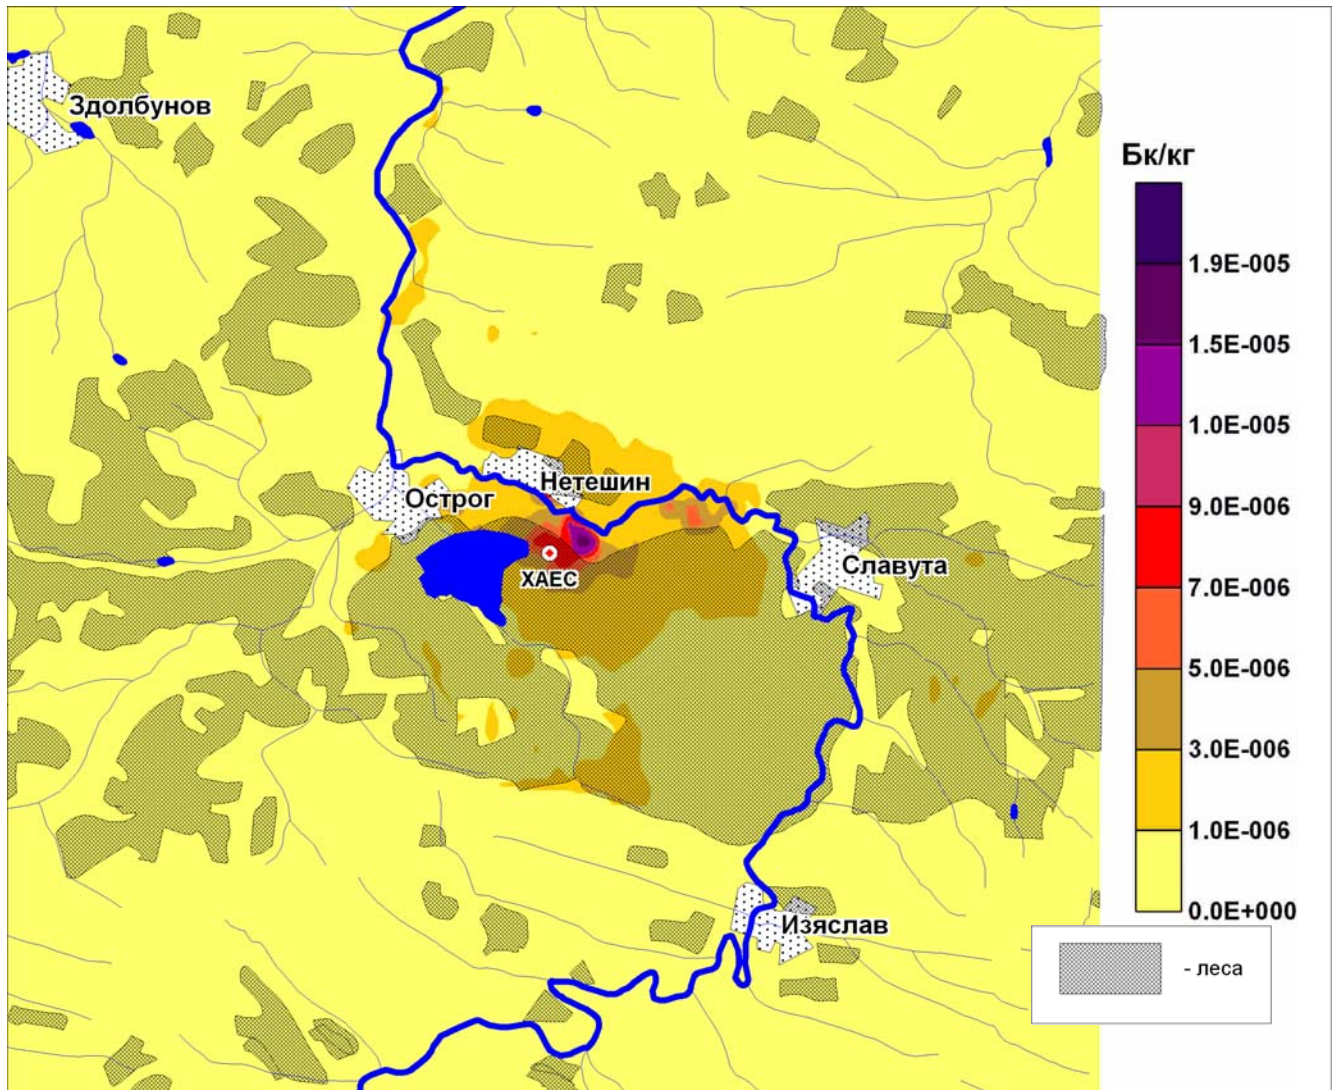 Здолбунов
Бк/кг
1.9E-005
1.5E-005
1.0E-005
Нетешин
Острог
9.0E-006
Славута
ХАЕС
7.0E-006
5.0E-006
3.0E-006
1.0E-006
0.0E+000
Изяслав
- леса